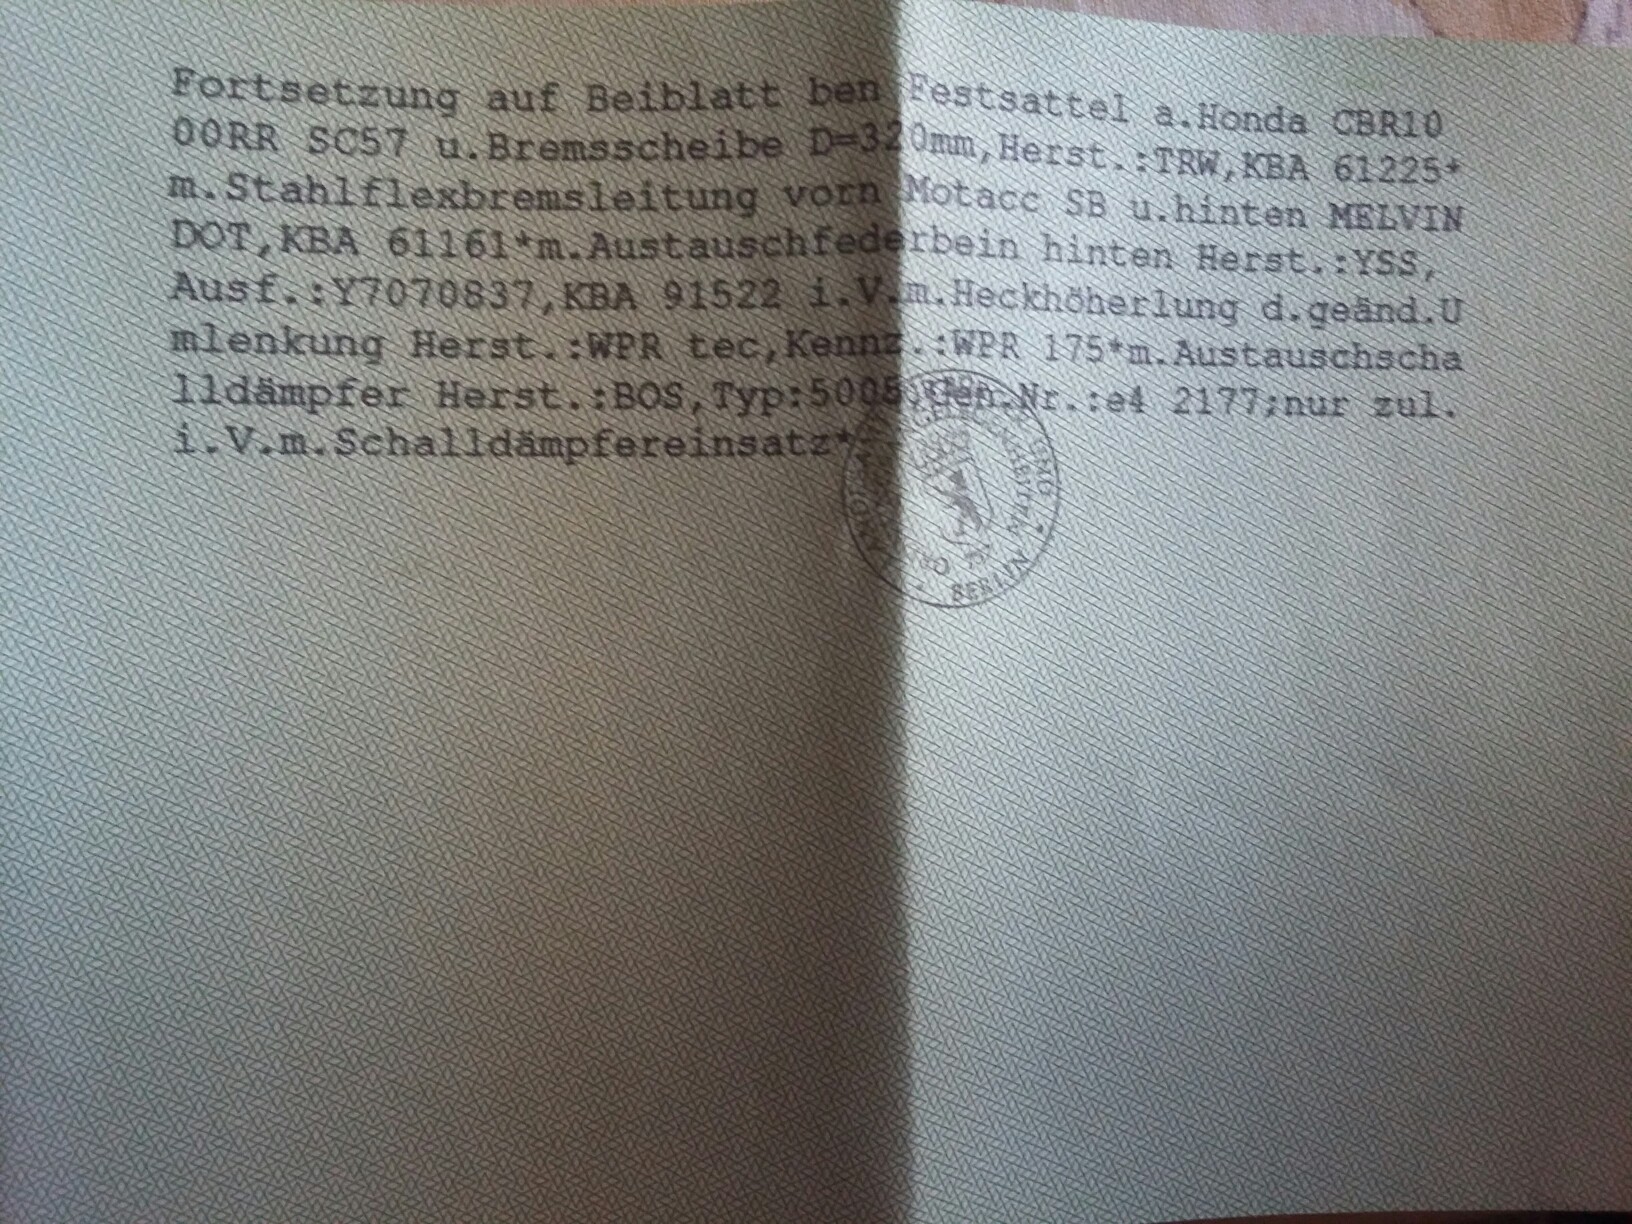 Fortsetzung auf Beiblatt ben Festsattel a.Honda CBR10
00RR SC57 u.Bremsscheibe D=320mm,Herst.:TRW,KBA 61225*
m.Stahlflexbremsleitung vorn Motacc SB u.hinten MELVIN
DOT,KBA 61161*m.Austauschfederbein hinten Herst.:YSS,
Ausf.:Y7070837,KBA 91522 i.V.m.Heckhöherlung d.geänd.U
mlenkung Herst.:WPR tec,Kennz.:WPR 175*m.Austauschscha
lldämpfer Herst.:BOS,Typ:5005,Gen.Nr.:e4 2177;nur zul.
i.V.m.Schalldämpfereinsatz*
BERLIN